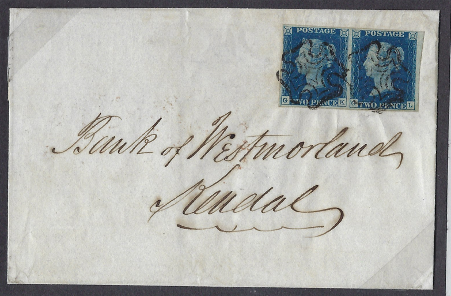 POSTAGE POSTAGE
TWO PENCE TWO PENCE
Bank of Westmorland
Kendal